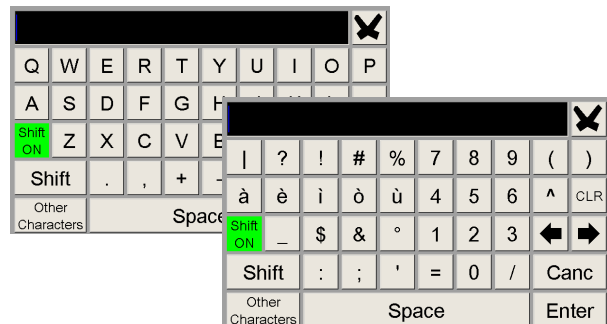 Q W E R T Y U I O P
A S D F G
Shift ON Z X C V
Shift . , + -
Other Characters Space
| ? ! # % 7 8 9 ( )
à è ì ò ù 4 5 6 ^ CLR
Shift ON _ $ & ° 1 2 3
Shift : ; ' = 0 / Canc
Other Characters Space Enter